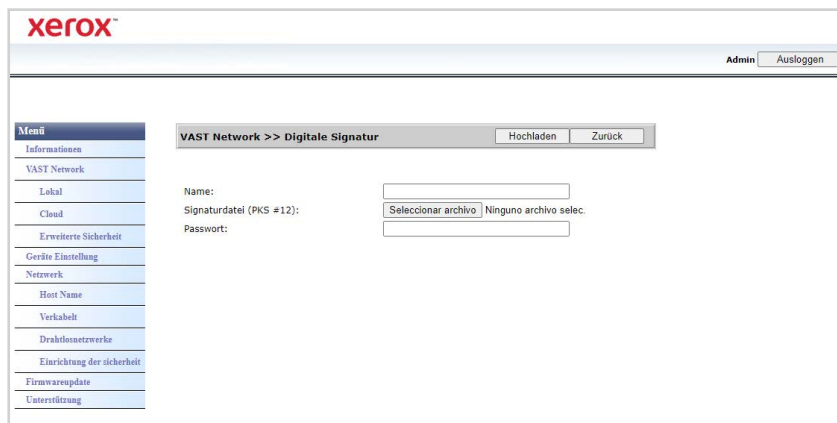 xerox™
Admin Ausloggen
Menü
Informationen
VAST Network
Lokal
Cloud
Erweiterte Sicherheit
Geräte Einstellung
Netzwerk
Host Name
Verkabelt
Drahtlosnetzwerke
Einrichtung der sicherheit
Firmwareupdate
Unterstützung
VAST Network >> Digitale Signatur Hochladen Zurück
Name:
Signaturdatei (PKS #12): Seleccionar archivo Ninguno archivo selec.
Passwort: